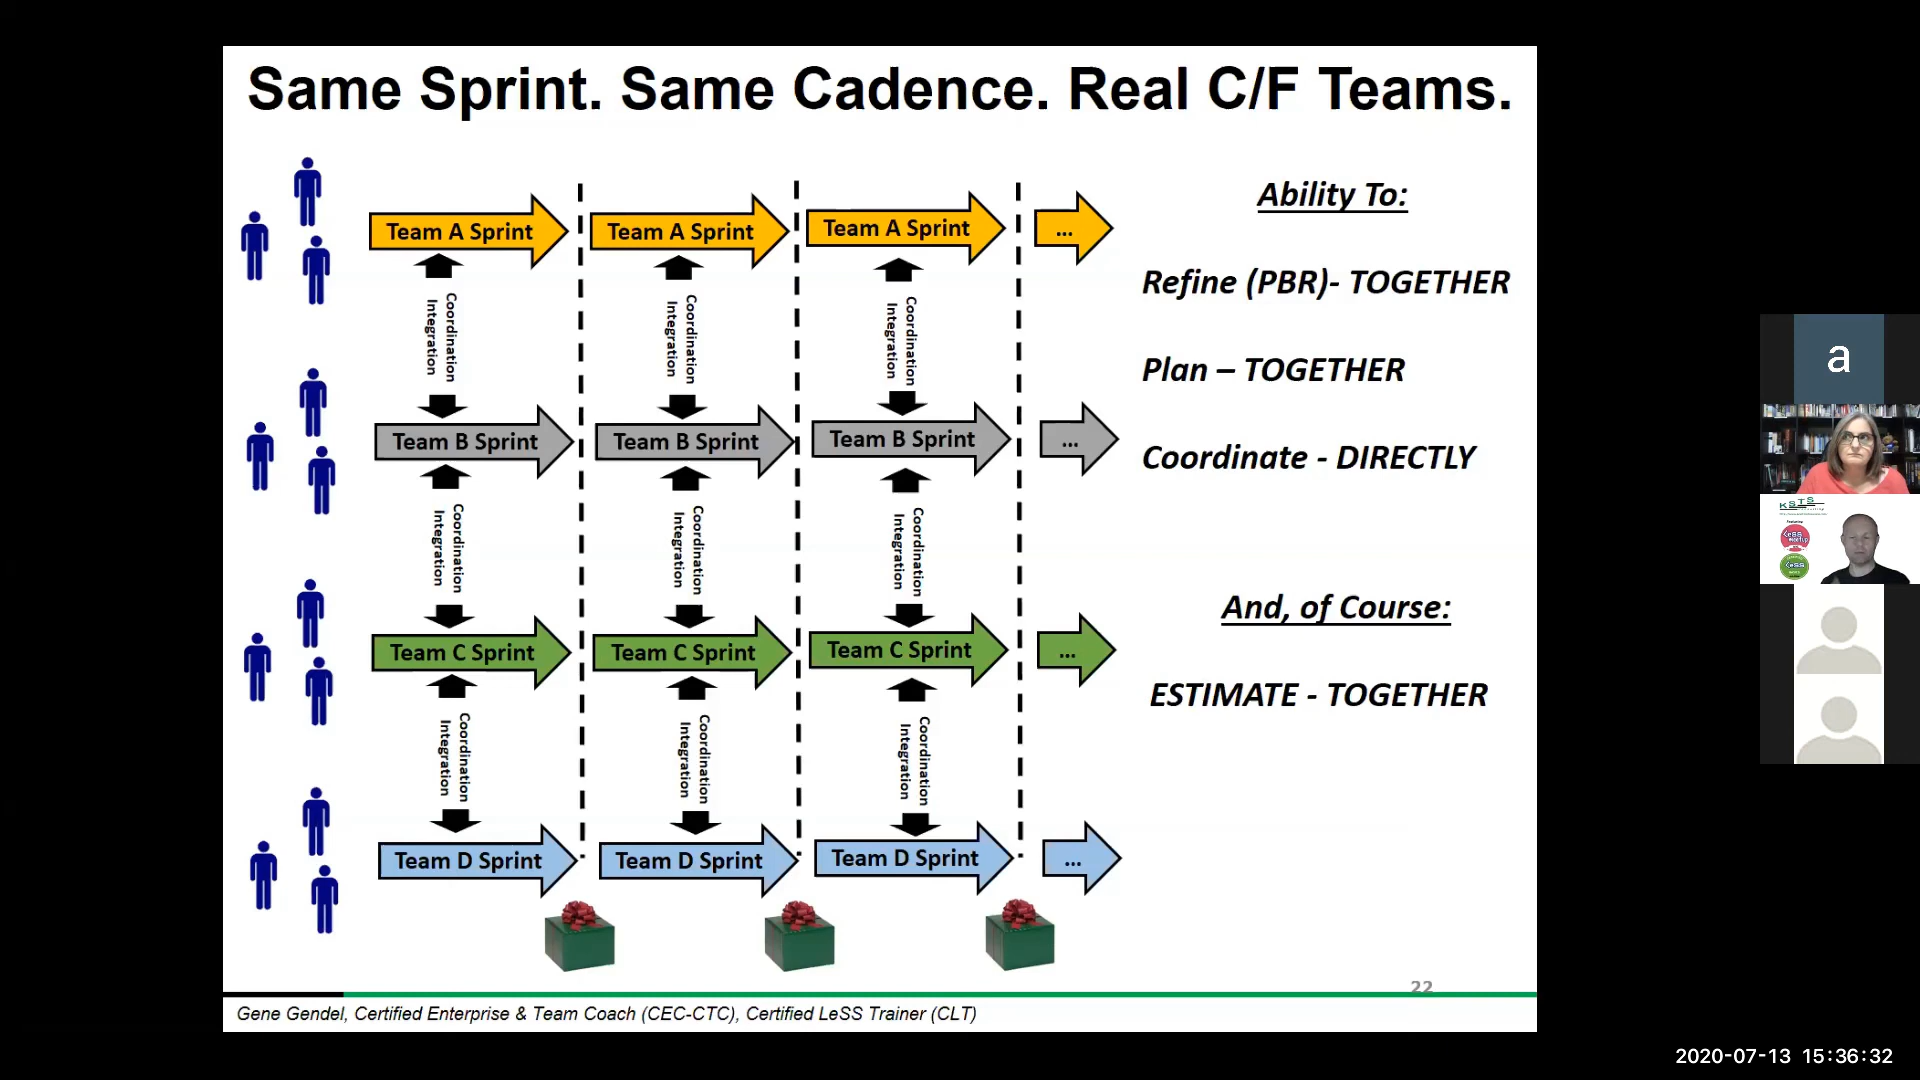 Same Sprint. Same Cadence. Real C/F Teams.
Team A Sprint
Team A Sprint
Team A Sprint
...
Coordination
Integration
Coordination
Integration
Coordination
Integration
Team B Sprint
Team B Sprint
Team B Sprint
...
Coordination
Integration
Coordination
Integration
Coordination
Integration
Team C Sprint
Team C Sprint
Team C Sprint
...
Coordination
Integration
Coordination
Integration
Coordination
Integration
Team D Sprint
Team D Sprint
Team D Sprint
...
Ability To:
Refine (PBR)- TOGETHER
Plan – TOGETHER
Coordinate - DIRECTLY
And, of Course:
ESTIMATE - TOGETHER
22
Gene Gendel, Certified Enterprise & Team Coach (CEC-CTC), Certified LeSS Trainer (CLT)
a
KSTS
LeSS
LeSS
2020-07-13 15:36:32